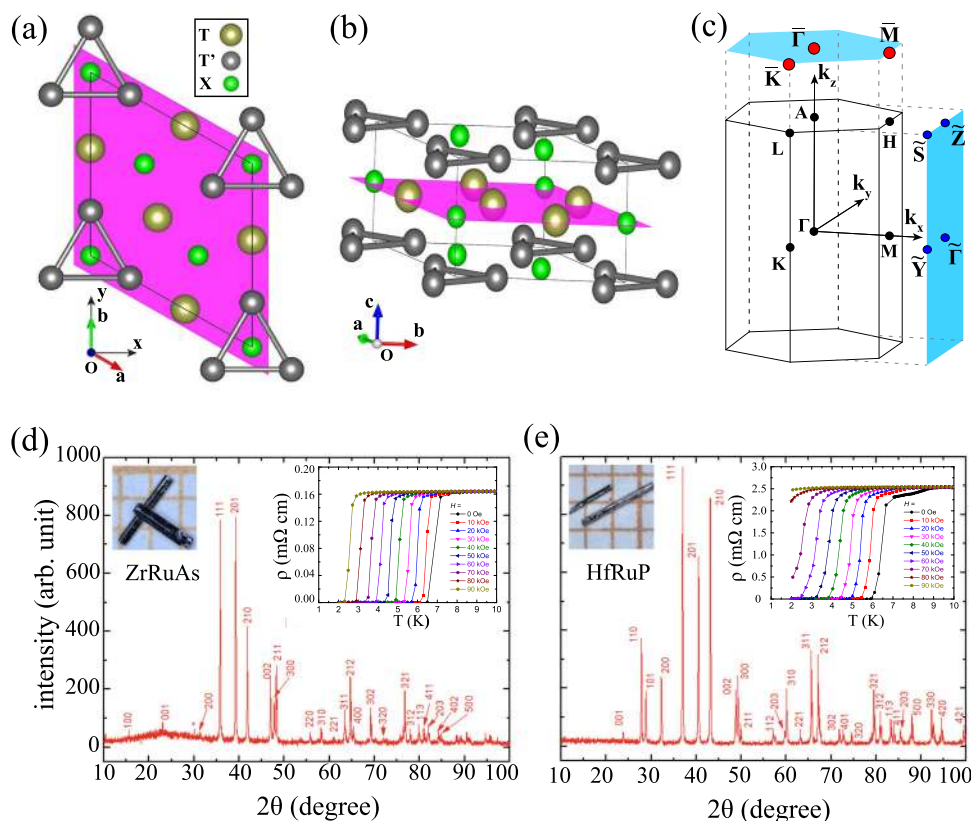 (a)
T
T'
X
y
b
x
O
a
(b)
c
a
b
O
(c)
Γ̅
M̅
K̅
k_z
A
H
L
S̃
Z̃
k_y
Γ
k_x
K
M
Ỹ
Γ̃
(d)
1000
800
600
400
200
0
intensity (arb. unit)
ZrRuAs
0.20
0.16
0.12
0.08
0.04
0.00
ρ (mΩ cm)
H =
0 Oe
10 kOe
20 kOe
30 kOe
40 kOe
50 kOe
60 kOe
70 kOe
80 kOe
90 kOe
1 2 3 4 5 6 7 8 9 10
T (K)
100
001
200
111
201
210
002
211
300
220
310
221
311
212
400
302
320
321
312
113
411
203
402
500
10 20 30 40 50 60 70 80 90 100
2θ (degree)
(e)
HfRuP
3.0
2.5
2.0
1.5
1.0
0.5
0.0
ρ (mΩ cm)
H =
0 Oe
10 kOe
20 kOe
30 kOe
40 kOe
50 kOe
60 kOe
70 kOe
80 kOe
90 kOe
1 2 3 4 5 6 7 8 9 10
T (K)
001
110
101
200
111
201
210
002
300
211
112
203
310
221
311
212
302
401
320
321
312
113
203
500
330
420
421
10 20 30 40 50 60 70 80 90 100
2θ (degree)